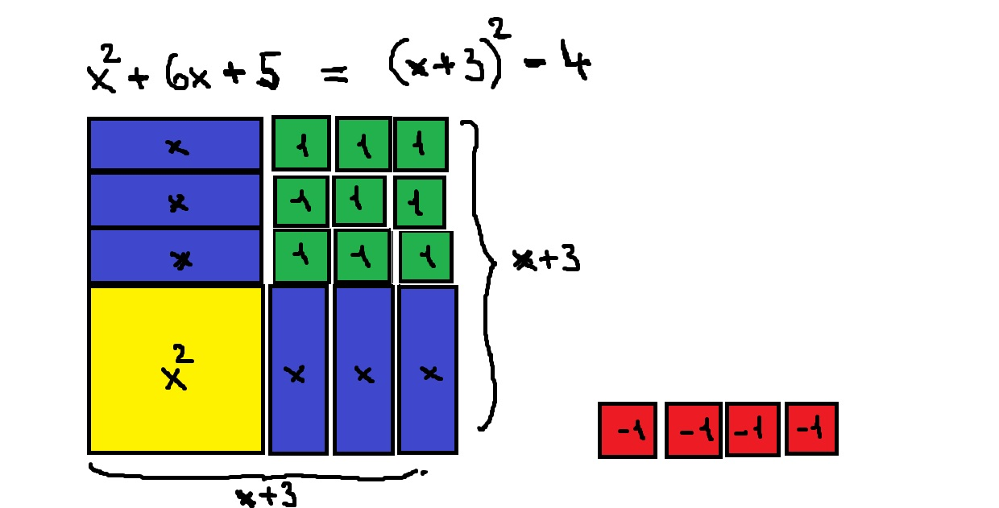 x² + 6x + 5 = (x+3)² - 4
x 1 1 1
x 1 1 1
x 1 1 1
x+3
x² x x x
-1 -1 -1 -1
x+3